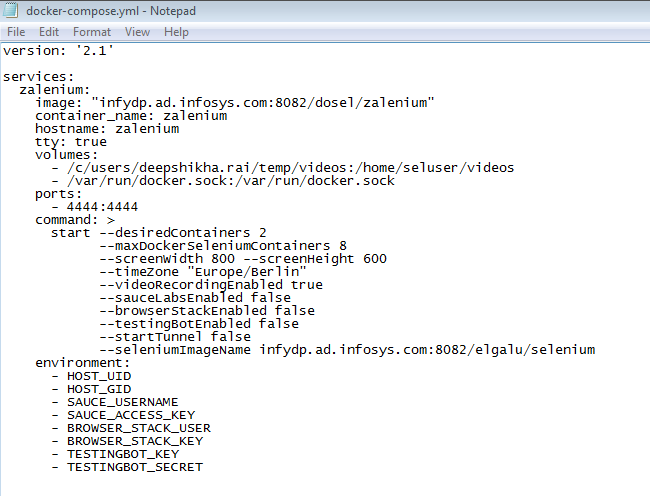 docker-compose.yml - Notepad
File Edit Format View Help
version: '2.1'
services:
  zalenium:
    image: "infydp.ad.infosys.com:8082/dosel/zalenium"
    container_name: zalenium
    hostname: zalenium
    tty: true
    volumes:
      - /c/users/deepshikha.rai/temp/videos:/home/seluser/videos
      - /var/run/docker.sock:/var/run/docker.sock
    ports:
      - 4444:4444
    command: >
      start --desiredContainers 2
            --maxDockerSeleniumContainers 8
            --screenWidth 800 --screenHeight 600
            --timeZone "Europe/Berlin"
            --videoRecordingEnabled true
            --sauceLabsEnabled false
            --browserStackEnabled false
            --testingBotEnabled false
            --startTunnel false
            --seleniumImageName infydp.ad.infosys.com:8082/elgalu/selenium
    environment:
      - HOST_UID
      - HOST_GID
      - SAUCE_USERNAME
      - SAUCE_ACCESS_KEY
      - BROWSER_STACK_USER
      - BROWSER_STACK_KEY
      - TESTINGBOT_KEY
      - TESTINGBOT_SECRET